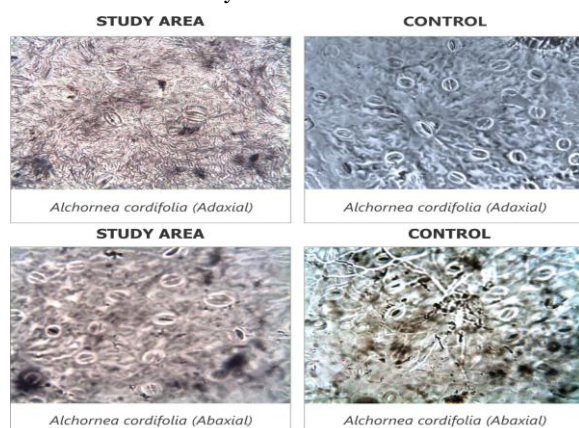 STUDY AREA
CONTROL
Alchornea cordifolia (Adaxial)
Alchornea cordifolia (Adaxial)
STUDY AREA
CONTROL
Alchornea cordifolia (Abaxial)
Alchornea cordifolia (Abaxial)